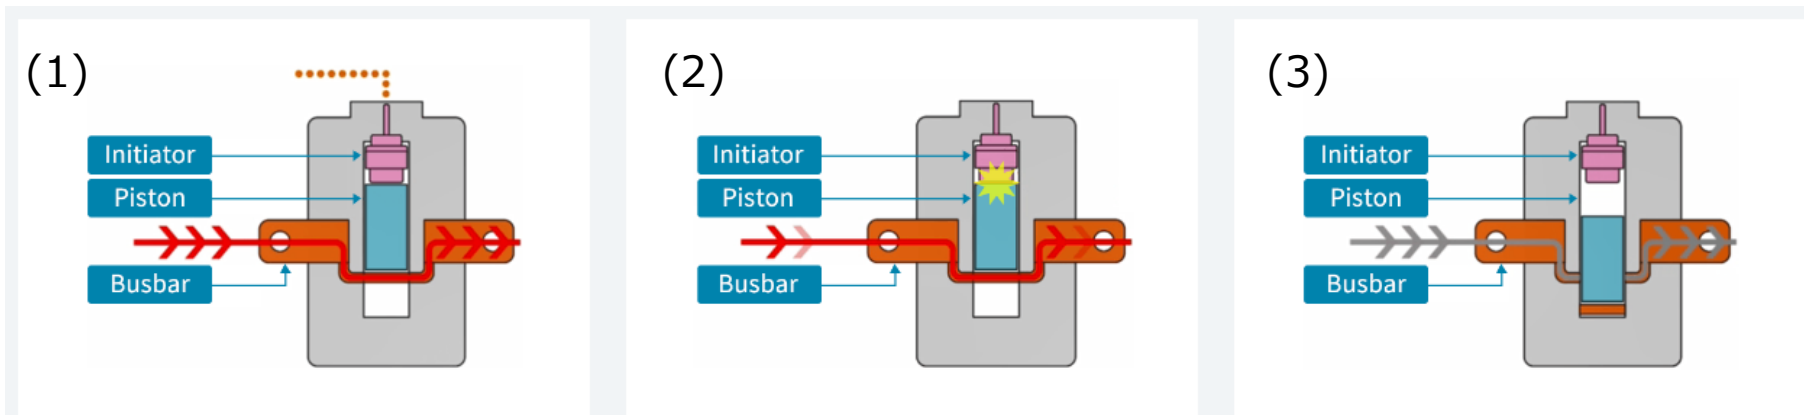 (1)
Initiator
Piston
Busbar
(2)
Initiator
Piston
Busbar
(3)
Initiator
Piston
Busbar